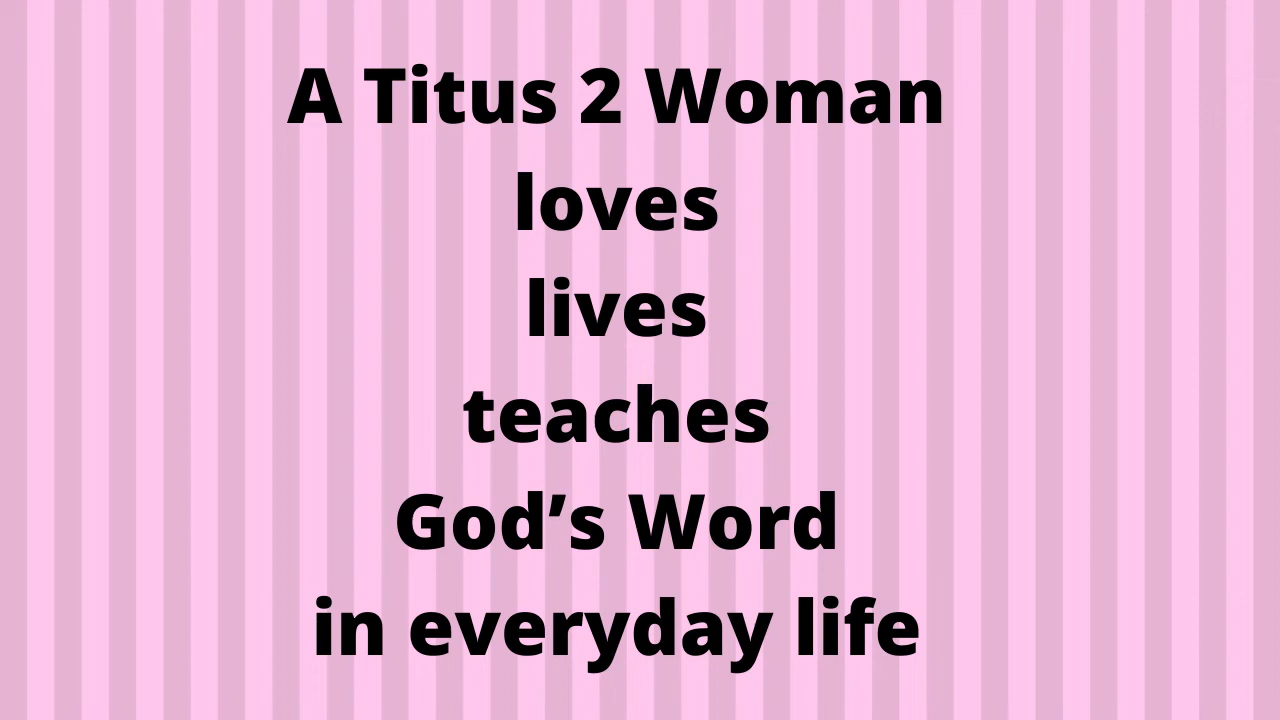 A Titus 2 Woman
loves
lives
teaches
God’s Word
in everyday life